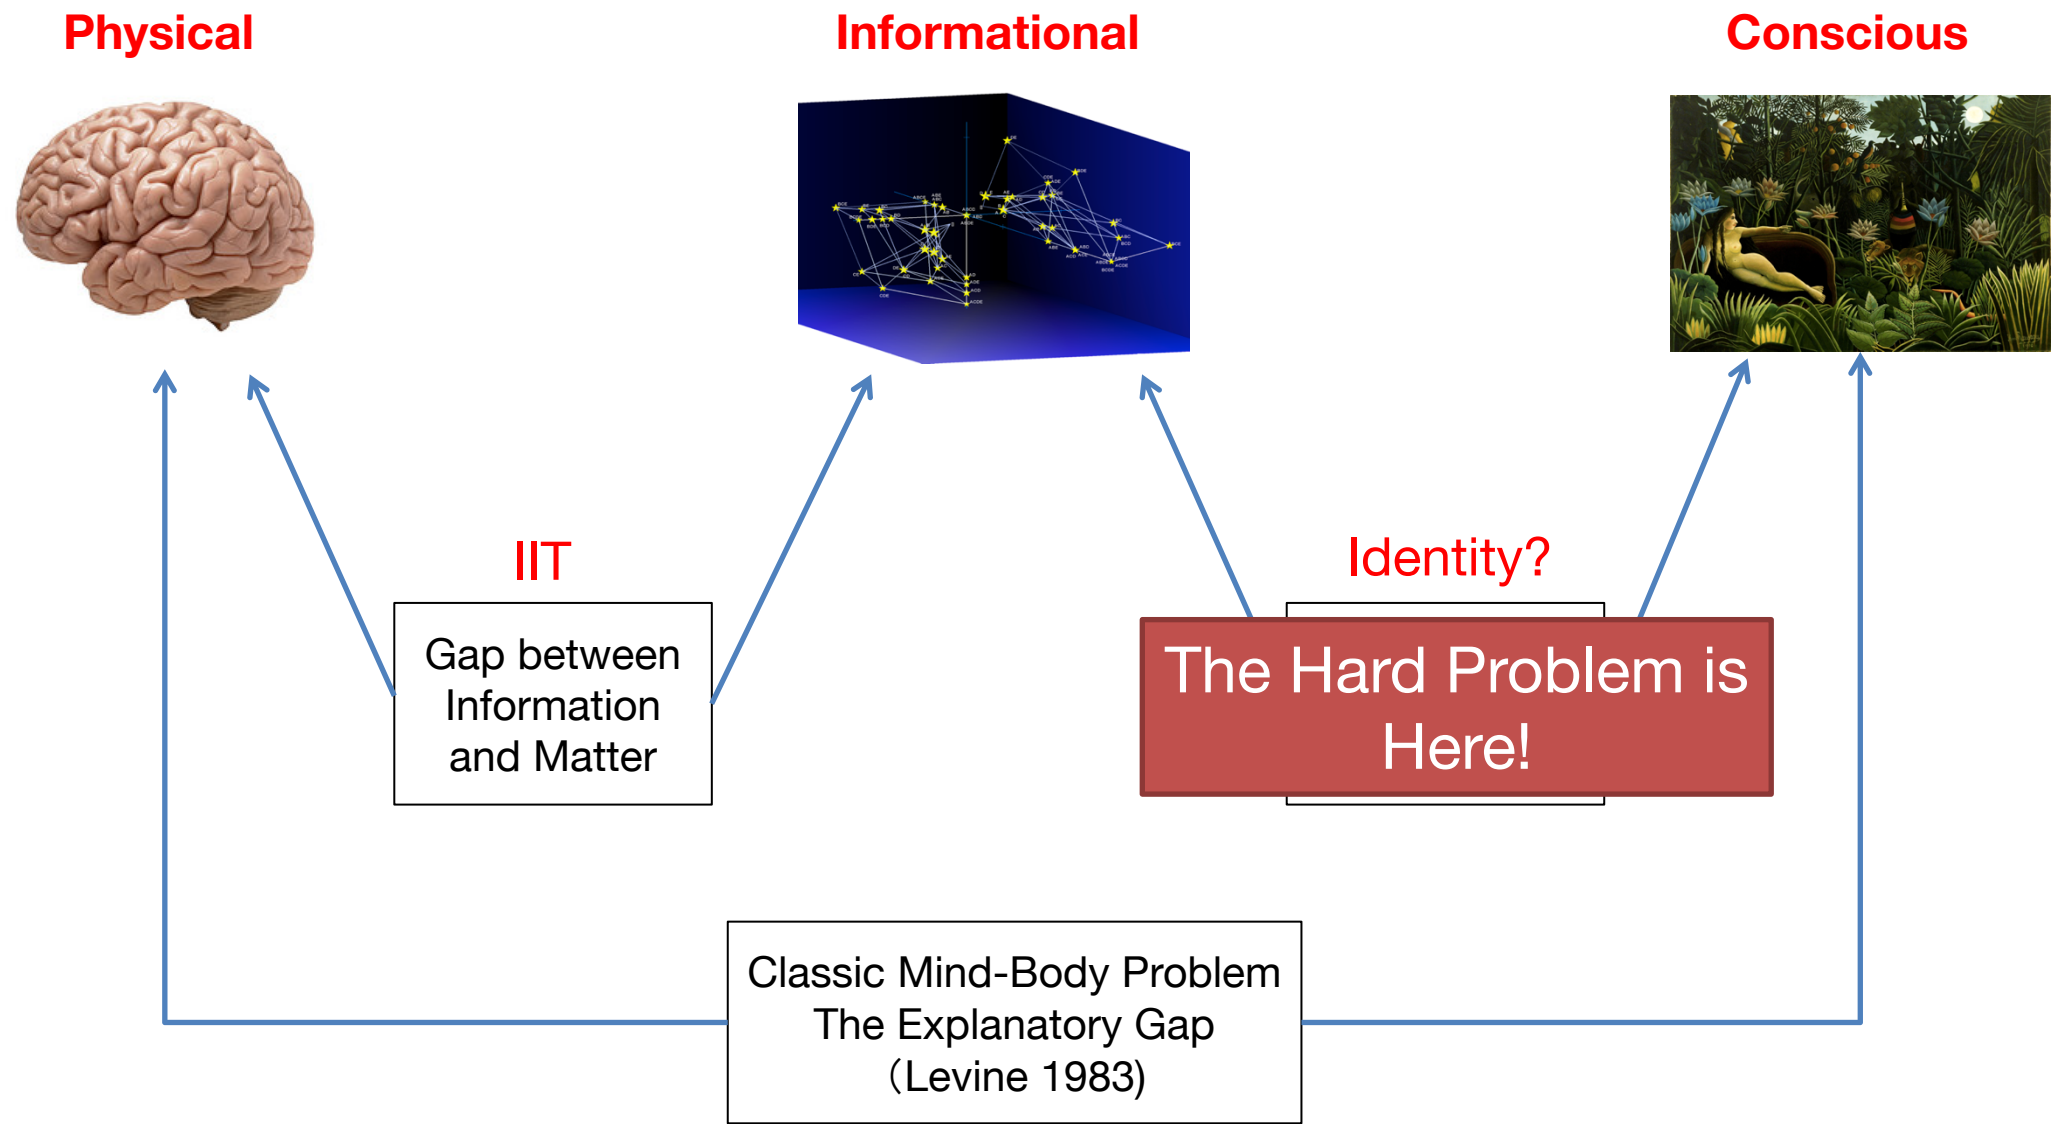 Physical
Informational
Conscious
IIT
Identity?
Gap between
Information
and Matter
The Hard Problem is
Here!
Classic Mind-Body Problem
The Explanatory Gap
（Levine 1983)